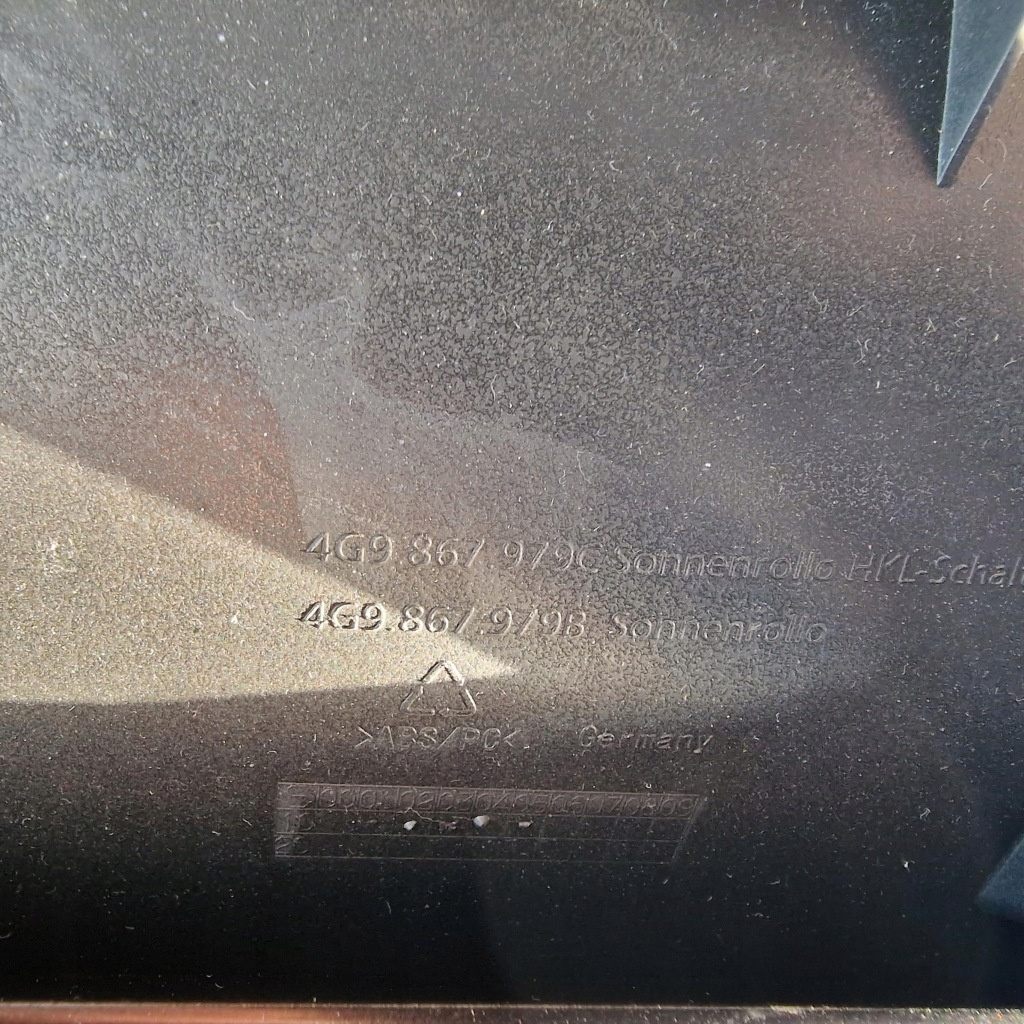 4G9.867.979C Sonnenrollo HKL-Schal
4G9.867.979B Sonnenrollo
>ABS/PC< Germany